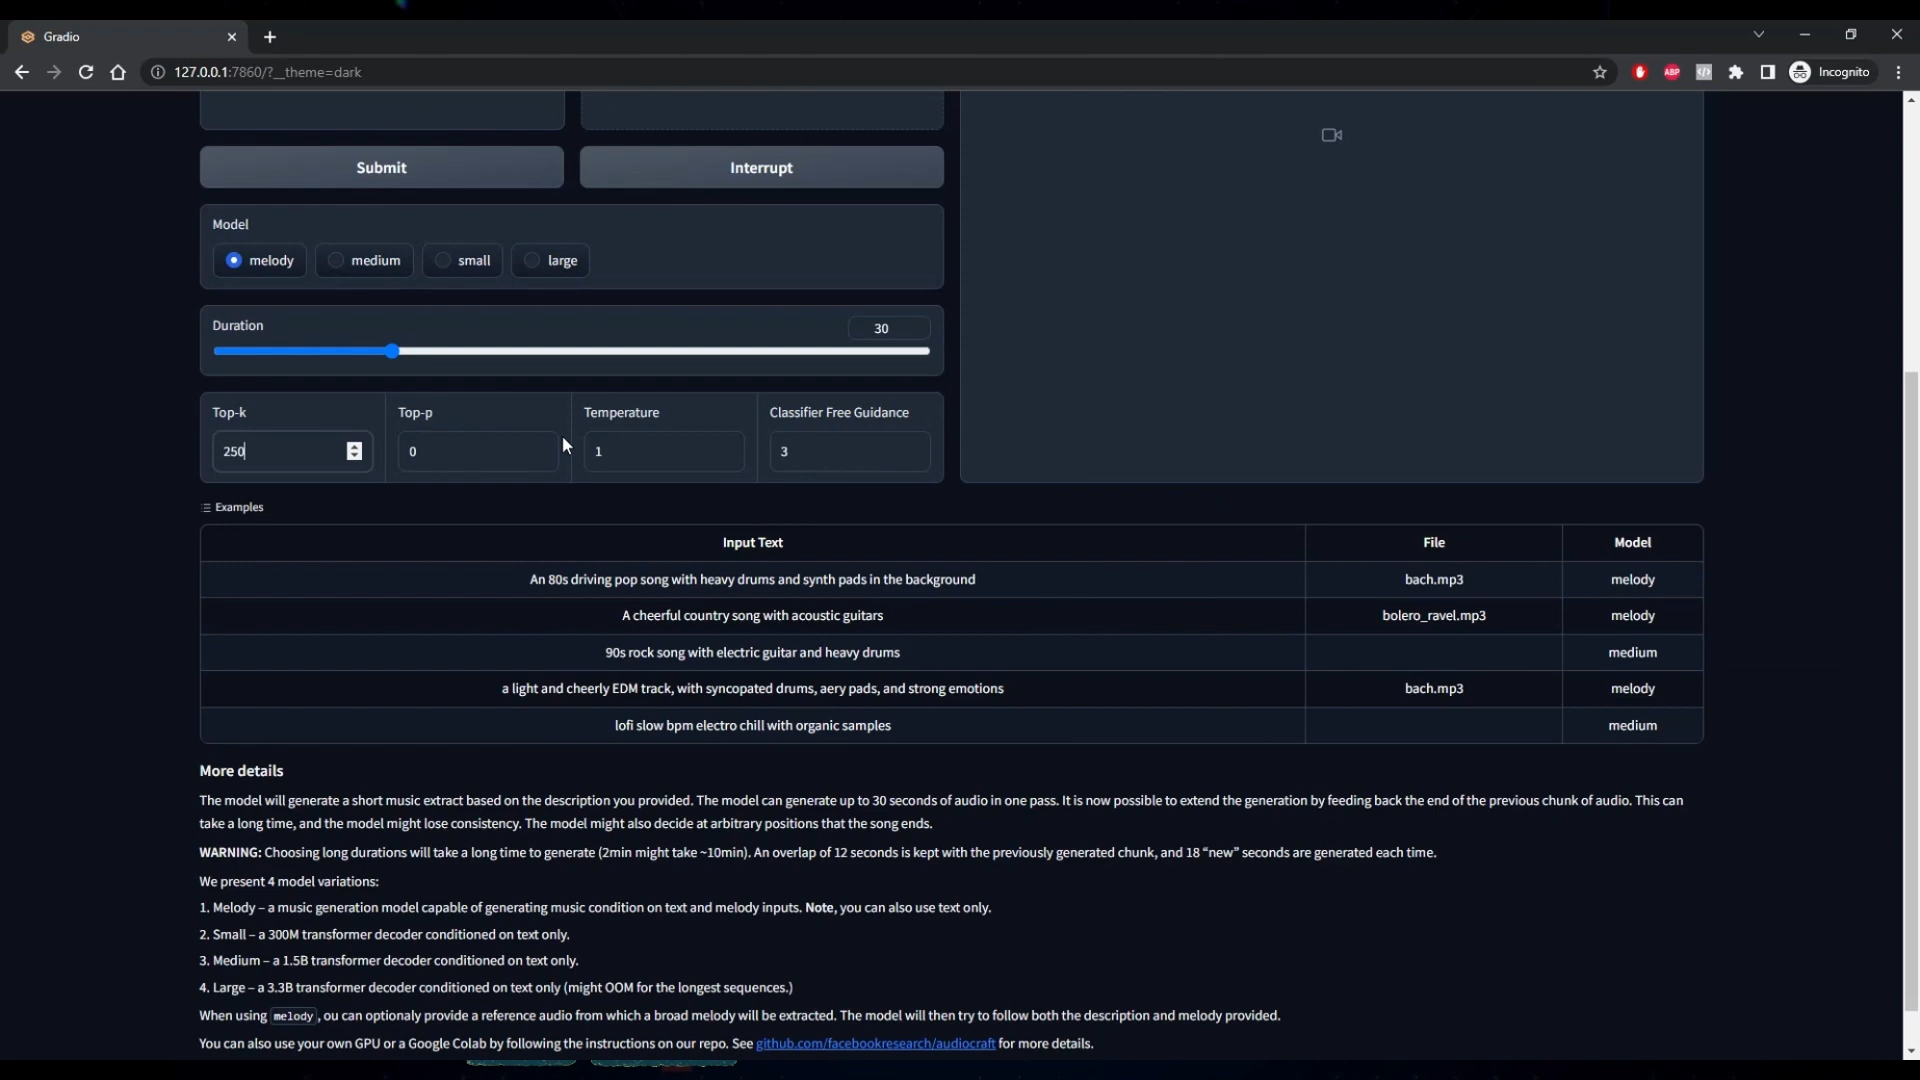 Gradio
127.0.0.1:7860/?__theme=dark
ABP
Incognito
Submit
Interrupt
Model
melody
medium
small
large
Duration
30
Top-k
Top-p
Temperature
Classifier Free Guidance
250
0
1
3
Examples
Input Text
File
Model
An 80s driving pop song with heavy drums and synth pads in the background
bach.mp3
melody
A cheerful country song with acoustic guitars
bolero_ravel.mp3
melody
90s rock song with electric guitar and heavy drums
medium
a light and cheerly EDM track, with syncopated drums, aery pads, and strong emotions
bach.mp3
melody
lofi slow bpm electro chill with organic samples
medium
More details
The model will generate a short music extract based on the description you provided. The model can generate up to 30 seconds of audio in one pass. It is now possible to extend the generation by feeding back the end of the previous chunk of audio. This can
take a long time, and the model might lose consistency. The model might also decide at arbitrary positions that the song ends.
WARNING: Choosing long durations will take a long time to generate (2min might take ~10min). An overlap of 12 seconds is kept with the previously generated chunk, and 18 “new” seconds are generated each time.
We present 4 model variations:
1. Melody – a music generation model capable of generating music condition on text and melody inputs. Note, you can also use text only.
2. Small – a 300M transformer decoder conditioned on text only.
3. Medium – a 1.5B transformer decoder conditioned on text only.
4. Large – a 3.3B transformer decoder conditioned on text only (might OOM for the longest sequences.)
When using melody, ou can optionaly provide a reference audio from which a broad melody will be extracted. The model will then try to follow both the description and melody provided.
You can also use your own GPU or a Google Colab by following the instructions on our repo. See github.com/facebookresearch/audiocraft for more details.